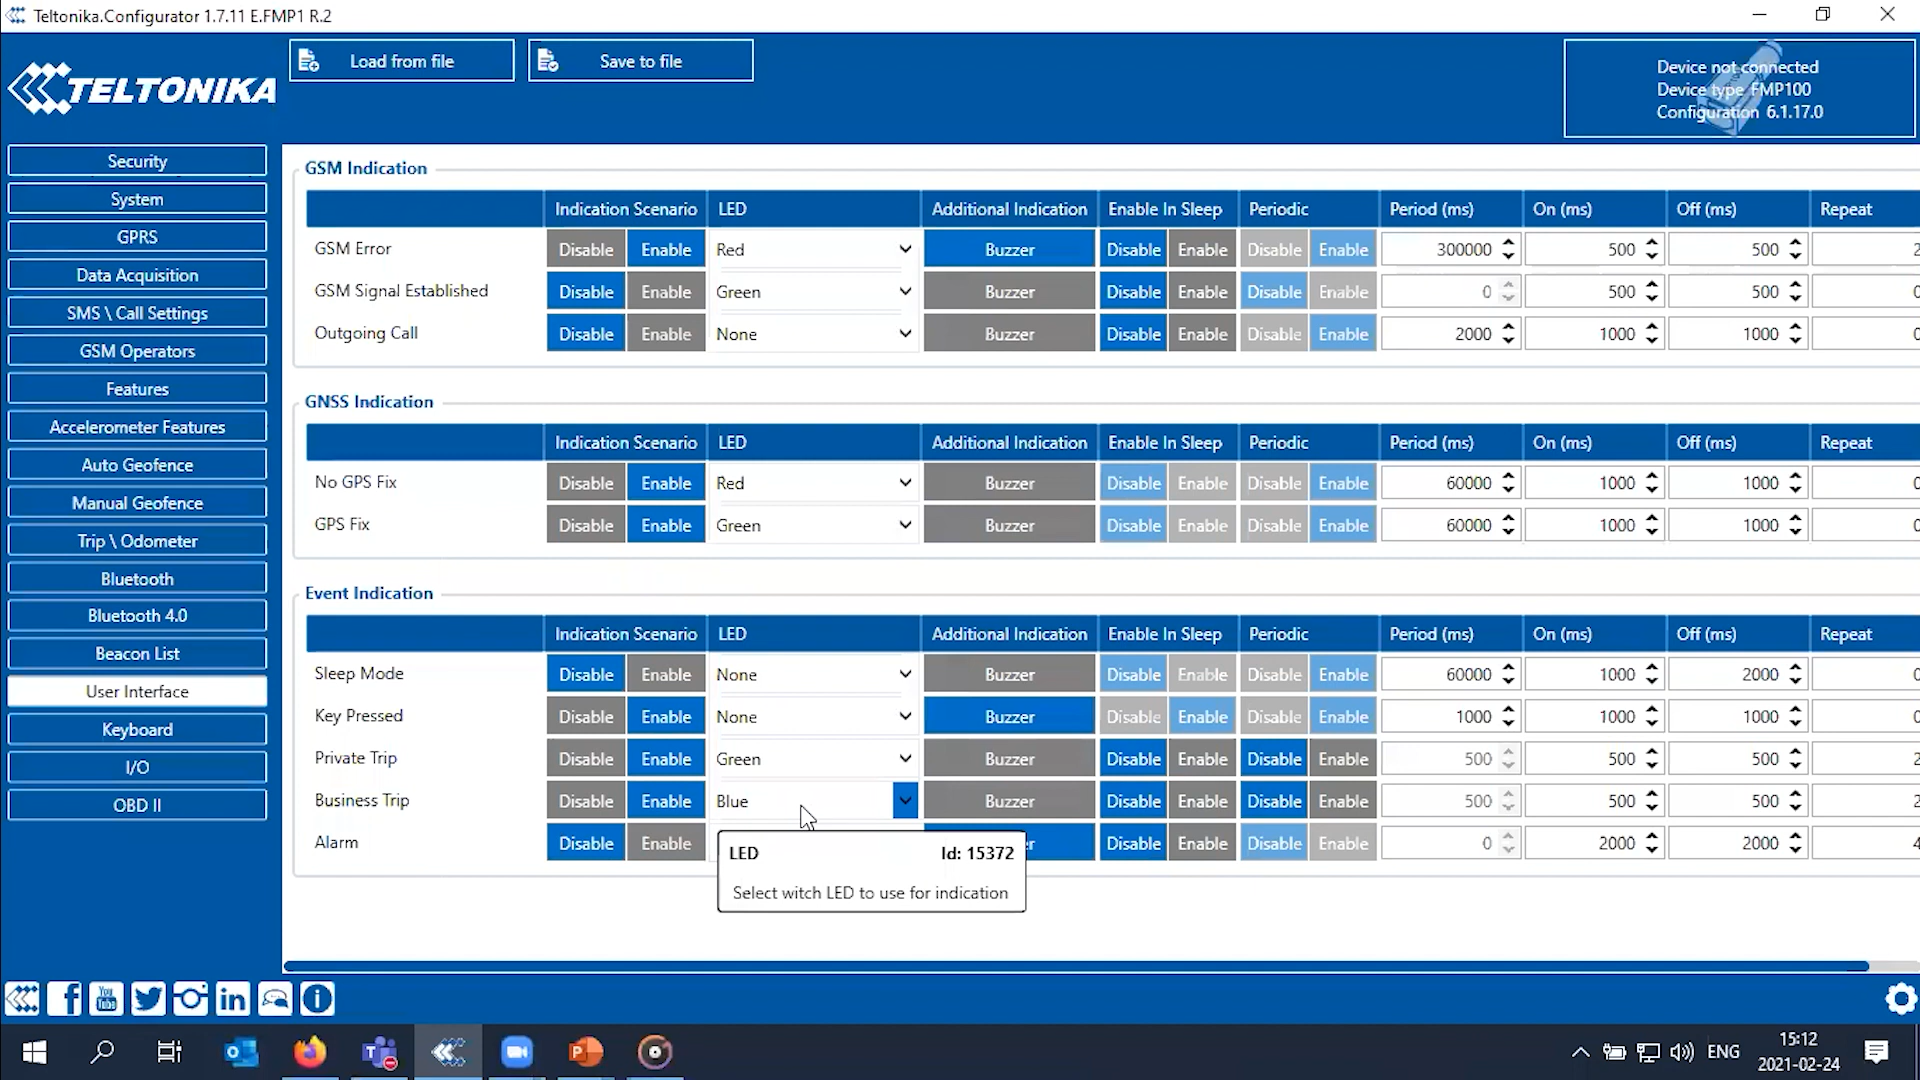 Teltonika.Configurator 1.7.11 E.FMP1 R.2
TELTONIKA
Load from file
Save to file
Device not connected
Device type FMP100
Configuration 6.1.17.0
Security
System
GPRS
Data Acquisition
SMS \ Call Settings
GSM Operators
Features
Accelerometer Features
Auto Geofence
Manual Geofence
Trip \ Odometer
Bluetooth
Bluetooth 4.0
Beacon List
User Interface
Keyboard
I/O
OBD II
GSM Indication
Indication Scenario LED Additional Indication Enable In Sleep Periodic Period (ms) On (ms) Off (ms) Repeat
GSM Error Disable Enable Red Buzzer Disable Enable Disable Enable 300000 500 500 2
GSM Signal Established Disable Enable Green Buzzer Disable Enable Disable Enable 0 500 500 0
Outgoing Call Disable Enable None Buzzer Disable Enable Disable Enable 2000 1000 1000 0
GNSS Indication
Indication Scenario LED Additional Indication Enable In Sleep Periodic Period (ms) On (ms) Off (ms) Repeat
No GPS Fix Disable Enable Red Buzzer Disable Enable Disable Enable 60000 1000 1000 0
GPS Fix Disable Enable Green Buzzer Disable Enable Disable Enable 60000 1000 1000 0
Event Indication
Indication Scenario LED Additional Indication Enable In Sleep Periodic Period (ms) On (ms) Off (ms) Repeat
Sleep Mode Disable Enable None Buzzer Disable Enable Disable Enable 60000 1000 2000 0
Key Pressed Disable Enable None Buzzer Disable Enable Disable Enable 1000 1000 1000 0
Private Trip Disable Enable Green Buzzer Disable Enable Disable Enable 500 500 500 2
Business Trip Disable Enable Blue Buzzer Disable Enable Disable Enable 500 500 500 2
Alarm Disable Enable Disable Enable Disable Enable 0 2000 2000 4
LED Id: 15372
Select witch LED to use for indication
You Tube
in
ENG
15:12
2021-02-24